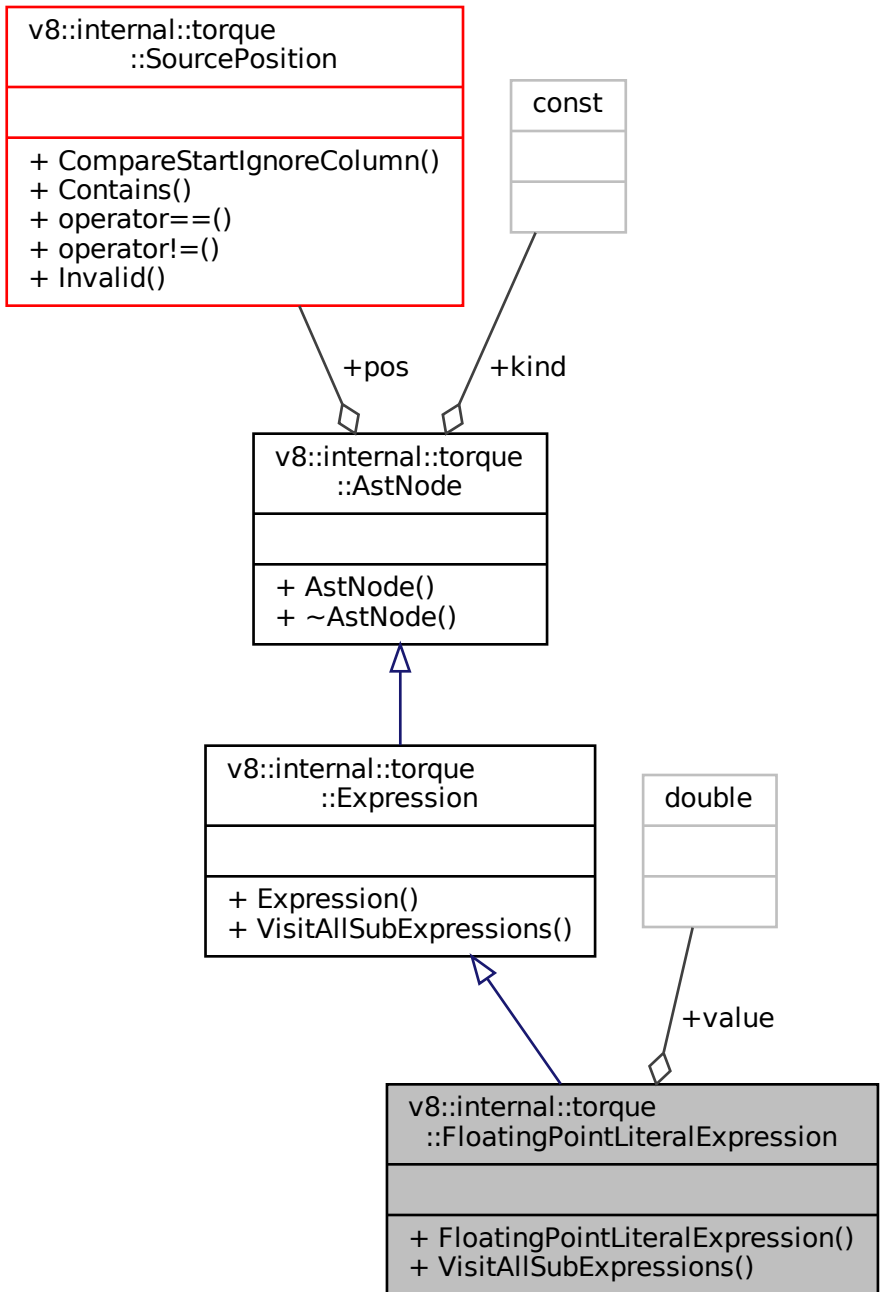 v8::internal::torque
::SourcePosition
+ CompareStartIgnoreColumn()
+ Contains()
+ operator==()
+ operator!=()
+ Invalid()
const
+pos
+kind
v8::internal::torque
::AstNode
+ AstNode()
+ ~AstNode()
v8::internal::torque
::Expression
+ Expression()
+ VisitAllSubExpressions()
double
+value
v8::internal::torque
::FloatingPointLiteralExpression
+ FloatingPointLiteralExpression()
+ VisitAllSubExpressions()